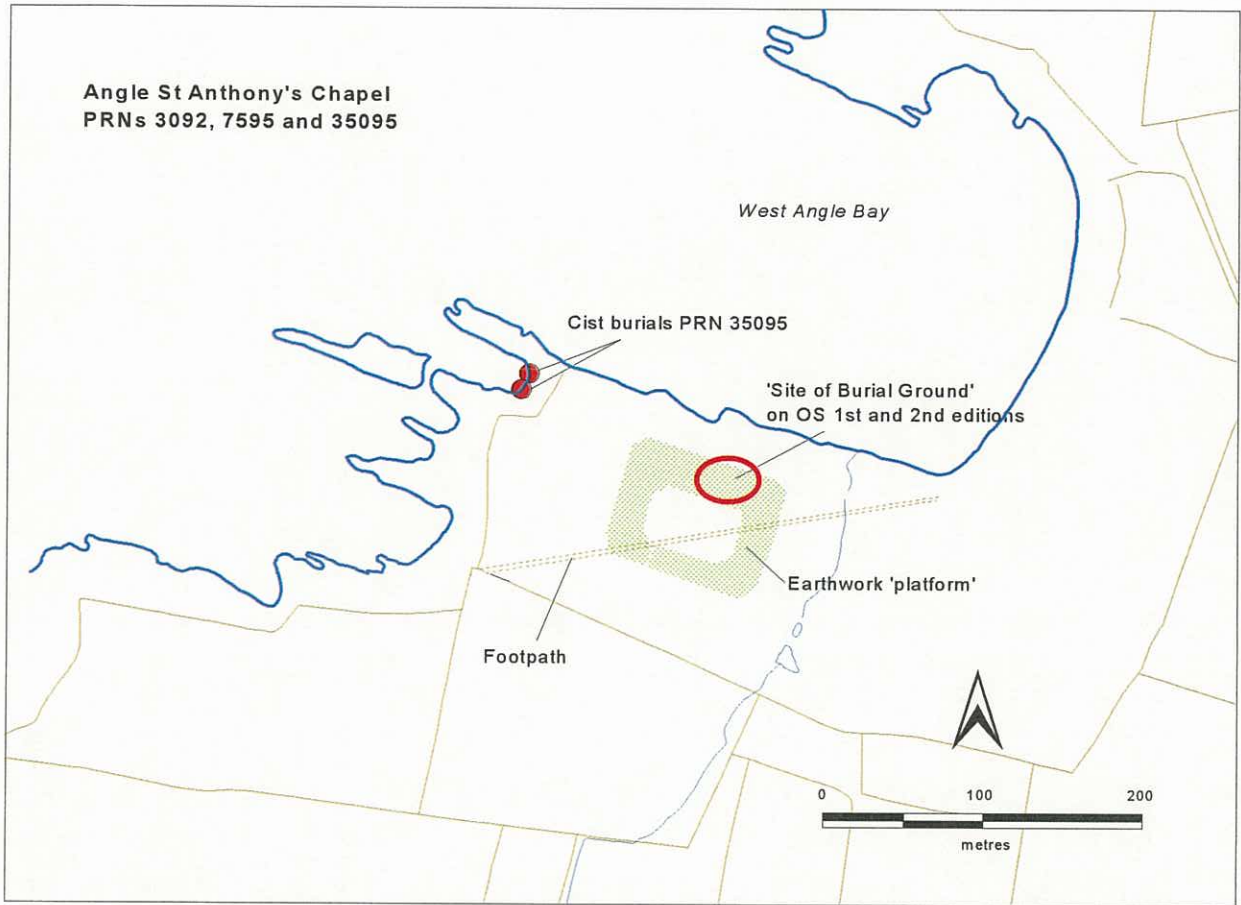 Angle St Anthony's Chapel
PRNs 3092, 7595 and 35095
West Angle Bay
Cist burials PRN 35095
'Site of Burial Ground'
on OS 1st and 2nd editions
Earthwork 'platform'
Footpath
0 100 200
metres